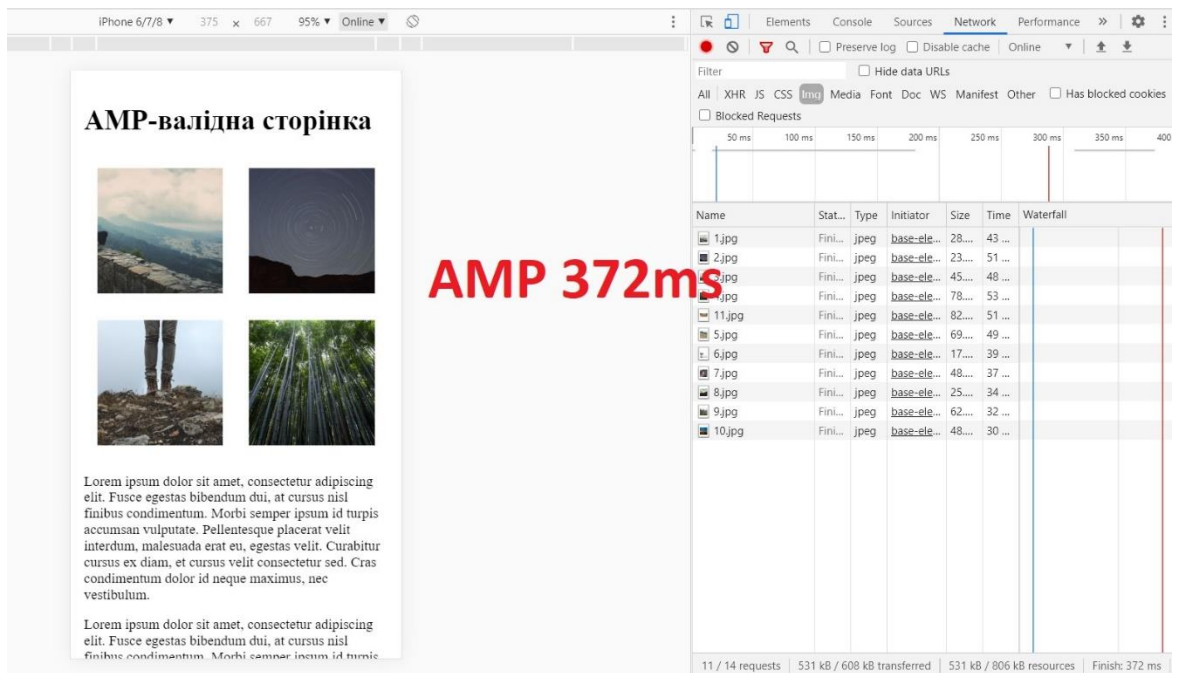 iPhone 6/7/8 ▼ 375 x 667 95% ▼ Online ▼
Elements Console Sources Network Performance »
Preserve log Disable cache Online ▼
Filter Hide data URLs
All XHR JS CSS Img Media Font Doc WS Manifest Other Has blocked cookies
Blocked Requests
50 ms 100 ms 150 ms 200 ms 250 ms 300 ms 350 ms 400
Name Stat... Type Initiator Size Time Waterfall
1.jpg Fini... jpeg base-ele... 28.... 43 ...
2.jpg Fini... jpeg base-ele... 23.... 51 ...
3.jpg Fini... jpeg base-ele... 45.... 48 ...
4.jpg Fini... jpeg base-ele... 78.... 53 ...
11.jpg Fini... jpeg base-ele... 82.... 51 ...
5.jpg Fini... jpeg base-ele... 69.... 49 ...
6.jpg Fini... jpeg base-ele... 17.... 39 ...
7.jpg Fini... jpeg base-ele... 48.... 37 ...
8.jpg Fini... jpeg base-ele... 25.... 34 ...
9.jpg Fini... jpeg base-ele... 62.... 32 ...
10.jpg Fini... jpeg base-ele... 48.... 30 ...
11 / 14 requests 531 kB / 608 kB transferred 531 kB / 806 kB resources Finish: 372 ms
AMP-валідна сторінка
AMP 372ms
Lorem ipsum dolor sit amet, consectetur adipiscing
elit. Fusce egestas bibendum dui, at cursus nisl
finibus condimentum. Morbi semper ipsum id turpis
accumsan vulputate. Pellentesque placerat velit
interdum, malesuada erat eu, egestas velit. Curabitur
cursus ex diam, et cursus velit consectetur sed. Cras
condimentum dolor id neque maximus, nec
vestibulum.
Lorem ipsum dolor sit amet, consectetur adipiscing
elit. Fusce egestas bibendum dui, at cursus nisl
finibus condimentum. Morbi semper ipsum id turpis